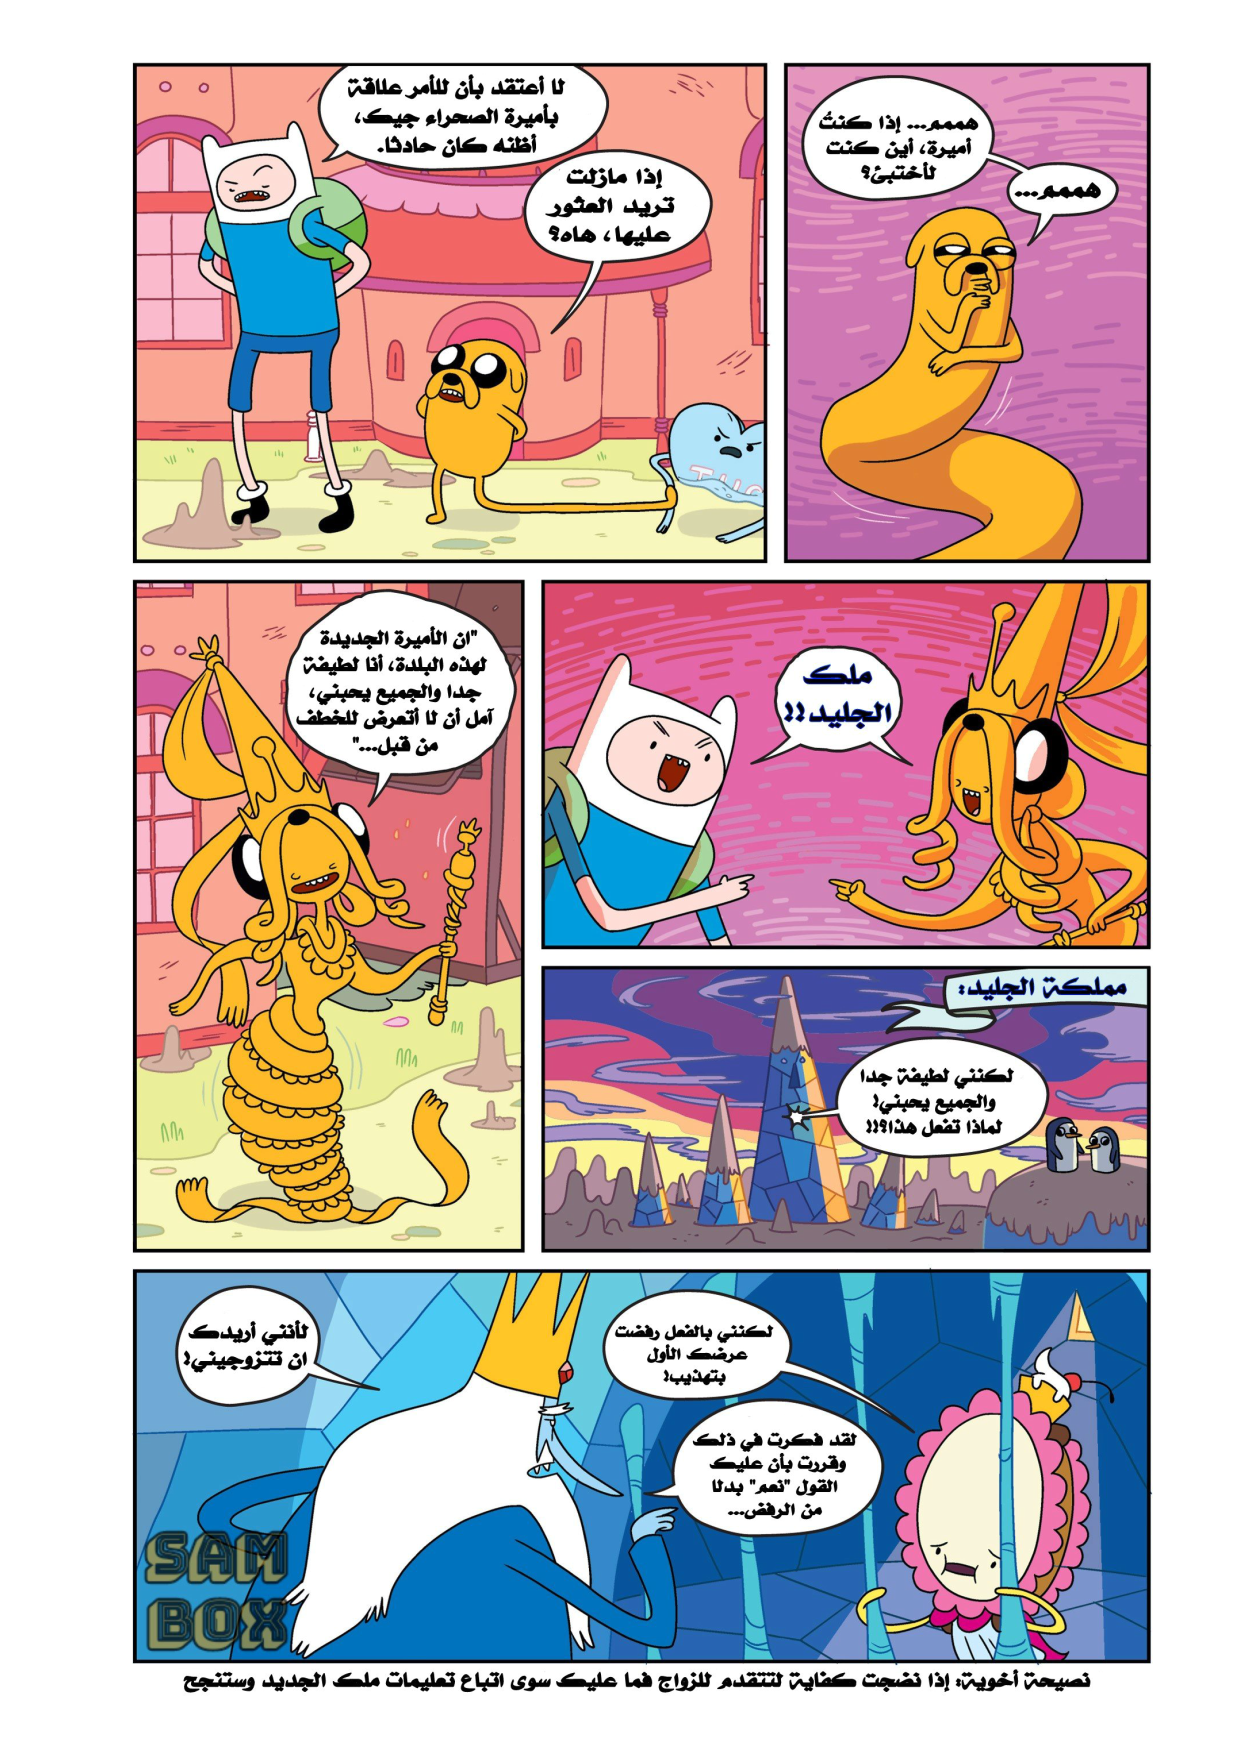 هممم... إذا كنتُ
أميرة، أين كنت
لأختبئ؟
هممم...
لا أعتقد بأن للأمر علاقة
بأميرة الصحراء جيك،
أظنه كان حادثا.
إذا مازلت
تريد العثور
عليها، هاه؟
ملك
الجليد!!
"ان الأميرة الجديدة
لهذه البلدة، أنا لطيفة
جدا والجميع يحبني،
آمل أن لا أتعرض للخطف
من قبل..."
مملكة الجليد:
لكنني لطيفة جدا
والجميع يحبني!
لماذا تفعل هذا؟!!
لأنني أريدك
ان تتزوجيني!
لكنني بالفعل رفضت
عرضك الأول
بتهذيب!
لقد فكرت في ذلك
وقررت بأن عليك
القول "نعم" بدلا
من الرفض...
SAM
BOX
نصيحة أخوية: إذا نضجت كفاية لتتقدم للزواج فما عليك سوى اتباع تعليمات ملك الجديد وستنجح